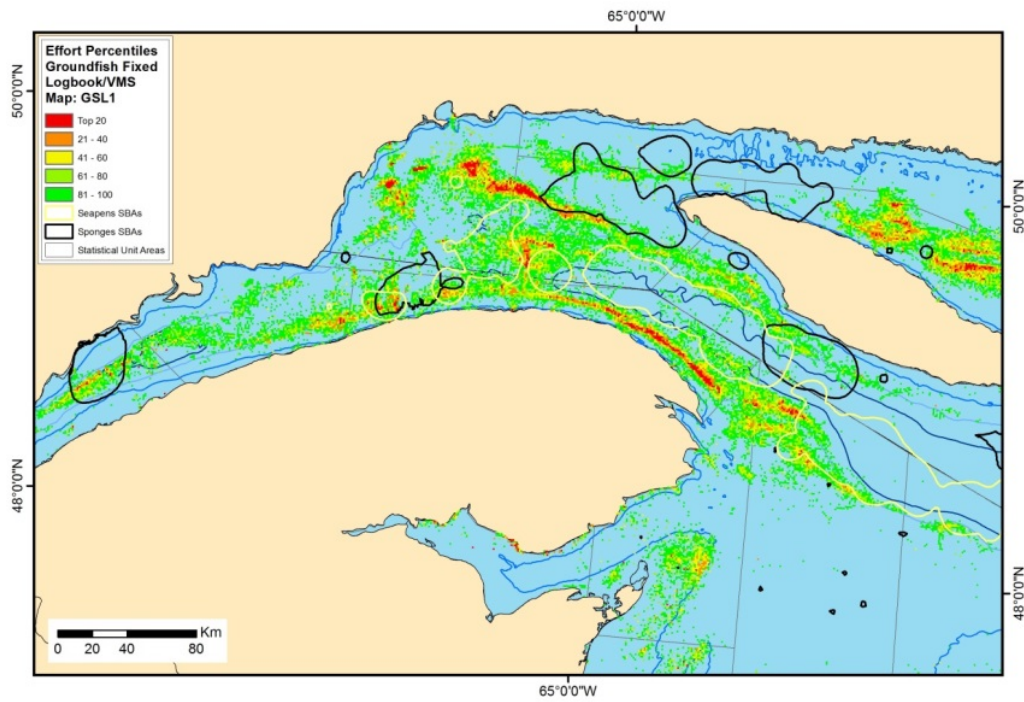 65°0'0"W
50°0'0"N
Effort Percentiles
Groundfish Fixed
Logbook/VMS
Map: GSL1
Top 20
21 - 40
41 - 60
61 - 80
81 - 100
Seapens SBAs
Sponges SBAs
Statistical Unit Areas
50°0'0"N
48°0'0"N
48°0'0"N
Km
0 20 40 80
65°0'0"W